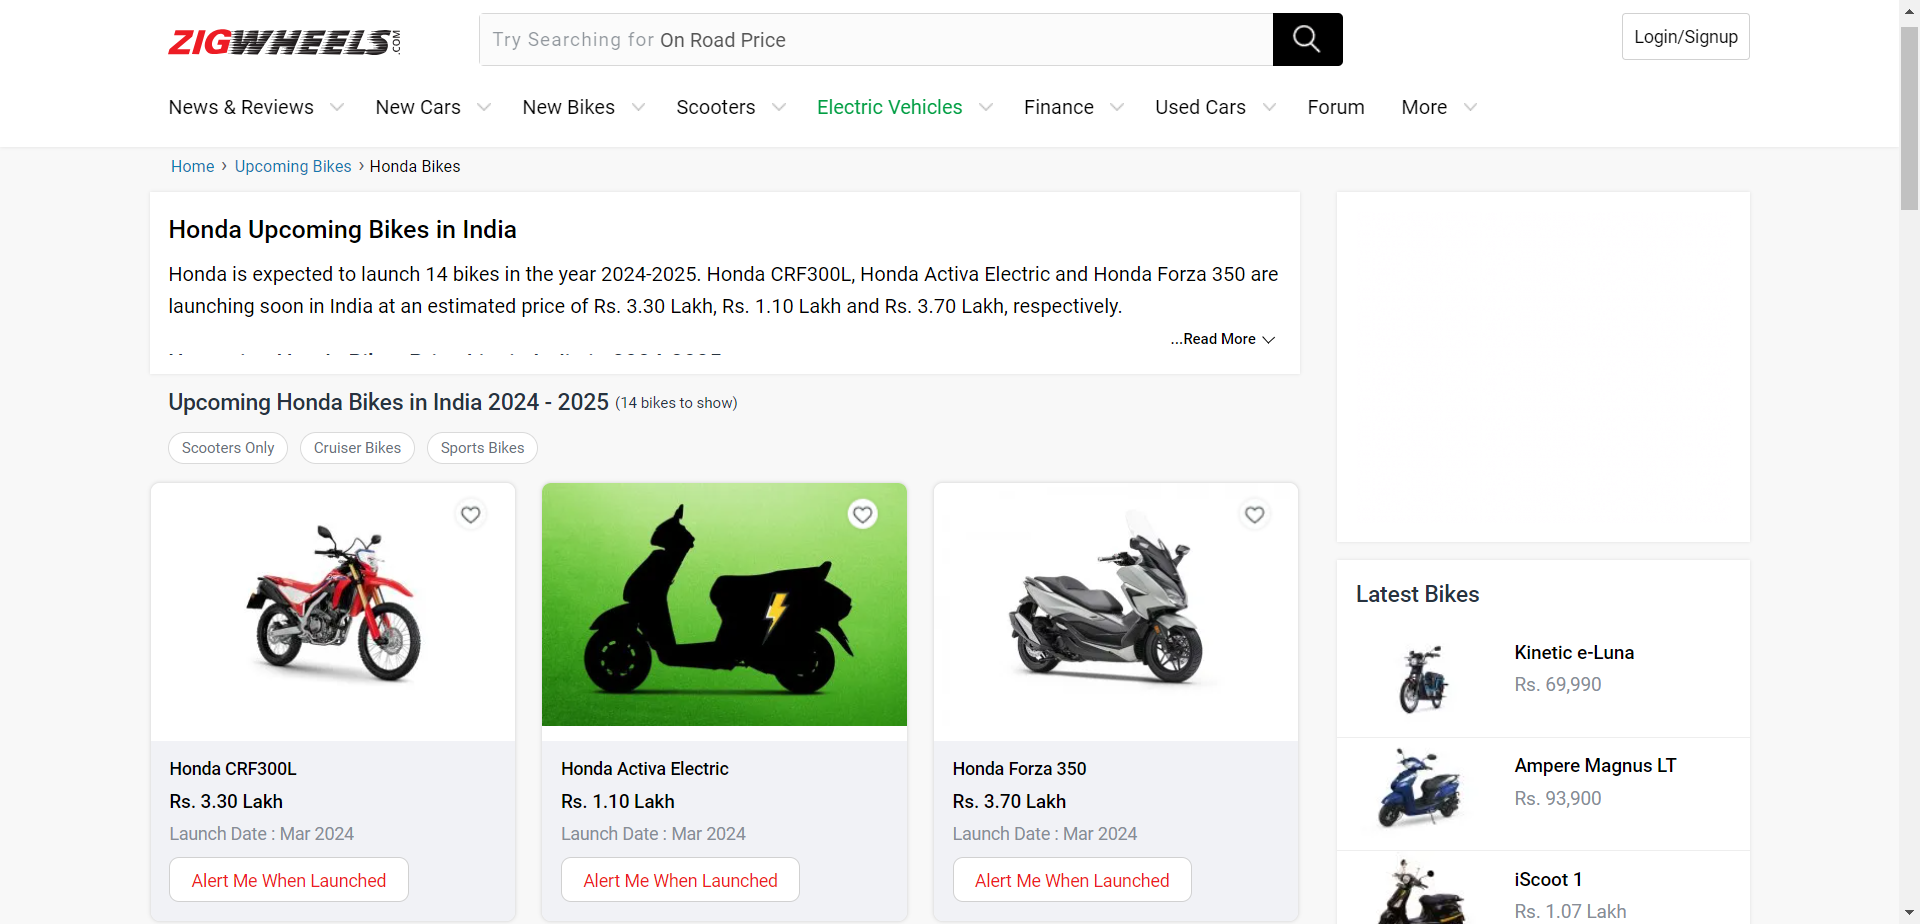 ZIGWHEELS.COM
Try Searching for On Road Price
Login/Signup
News & Reviews
New Cars
New Bikes
Scooters
Electric Vehicles
Finance
Used Cars
Forum
More
Home › Upcoming Bikes › Honda Bikes
Honda Upcoming Bikes in India
Honda is expected to launch 14 bikes in the year 2024-2025. Honda CRF300L, Honda Activa Electric and Honda Forza 350 are
launching soon in India at an estimated price of Rs. 3.30 Lakh, Rs. 1.10 Lakh and Rs. 3.70 Lakh, respectively.
...Read More
Upcoming Honda Bikes in India 2024 - 2025 (14 bikes to show)
Scooters Only
Cruiser Bikes
Sports Bikes
Honda CRF300L
Rs. 3.30 Lakh
Launch Date : Mar 2024
Alert Me When Launched
Honda Activa Electric
Rs. 1.10 Lakh
Launch Date : Mar 2024
Alert Me When Launched
Honda Forza 350
Rs. 3.70 Lakh
Launch Date : Mar 2024
Alert Me When Launched
Latest Bikes
Kinetic e-Luna
Rs. 69,990
Ampere Magnus LT
Rs. 93,900
iScoot 1
Rs. 1.07 Lakh